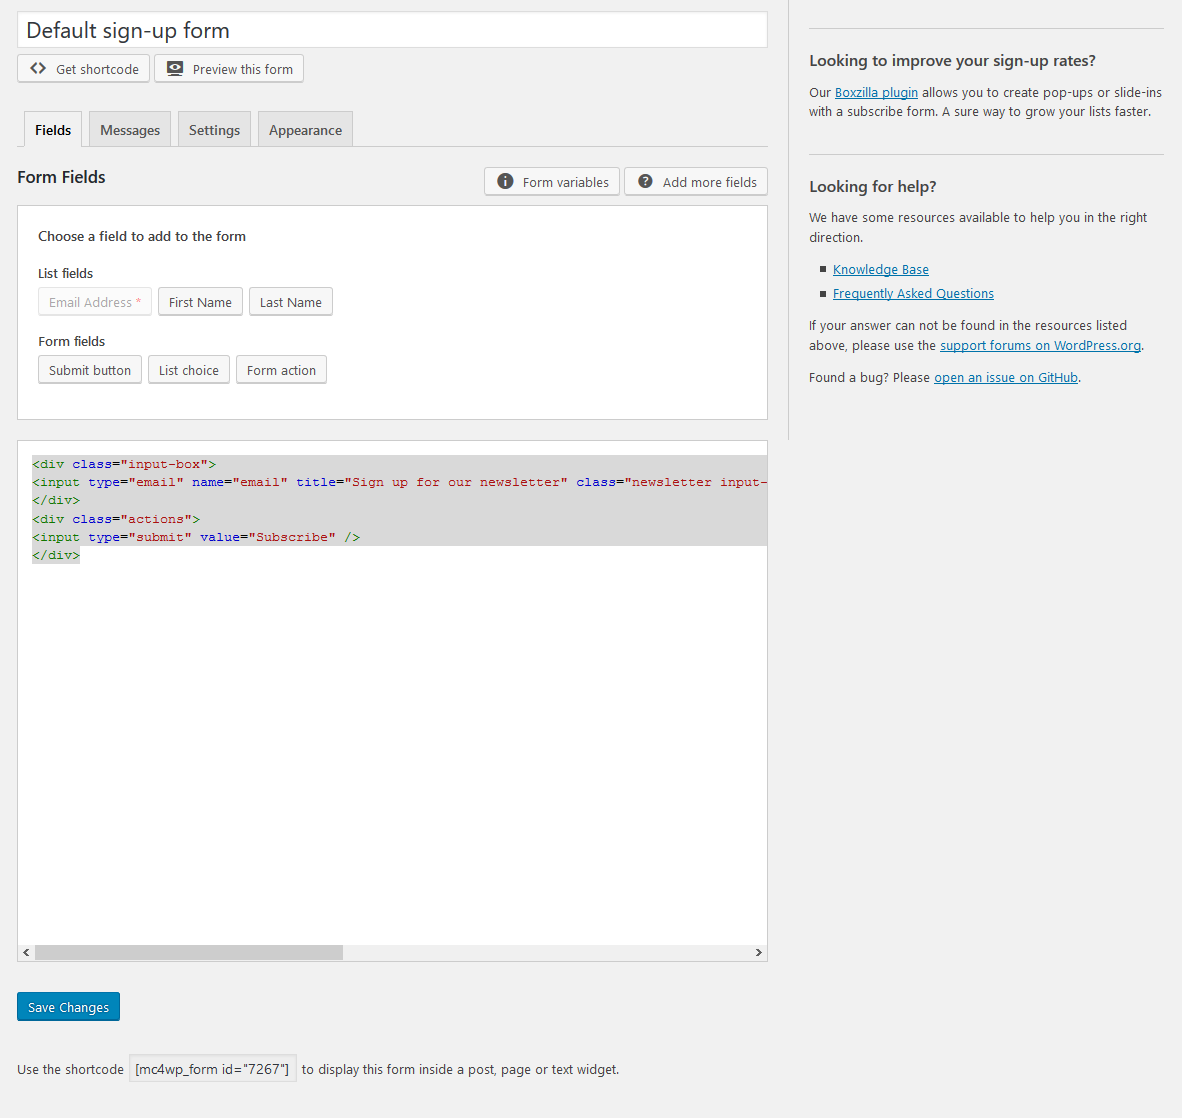 Default sign-up form
Get shortcode
Preview this form
Fields
Messages
Settings
Appearance
Form Fields
Form variables
Add more fields
Choose a field to add to the form
List fields
Email Address *
First Name
Last Name
Form fields
Submit button
List choice
Form action
<div class="input-box">
<input type="email" name="email" title="Sign up for our newsletter" class="newsletter input-
</div>
<div class="actions">
<input type="submit" value="Subscribe" />
</div>
Save Changes
Use the shortcode [mc4wp_form id="7267"] to display this form inside a post, page or text widget.
Looking to improve your sign-up rates?
Our Boxzilla plugin allows you to create pop-ups or slide-ins
with a subscribe form. A sure way to grow your lists faster.
Looking for help?
We have some resources available to help you in the right
direction.
Knowledge Base
Frequently Asked Questions
If your answer can not be found in the resources listed
above, please use the support forums on WordPress.org.
Found a bug? Please open an issue on GitHub.